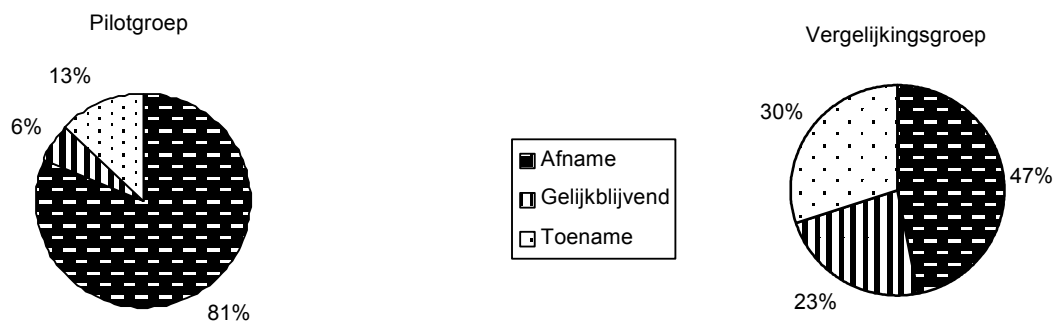 Pilotgroep
13%
6%
81%
Afname
Gelijkblijvend
Toename
Vergelijkingsgroep
30%
47%
23%